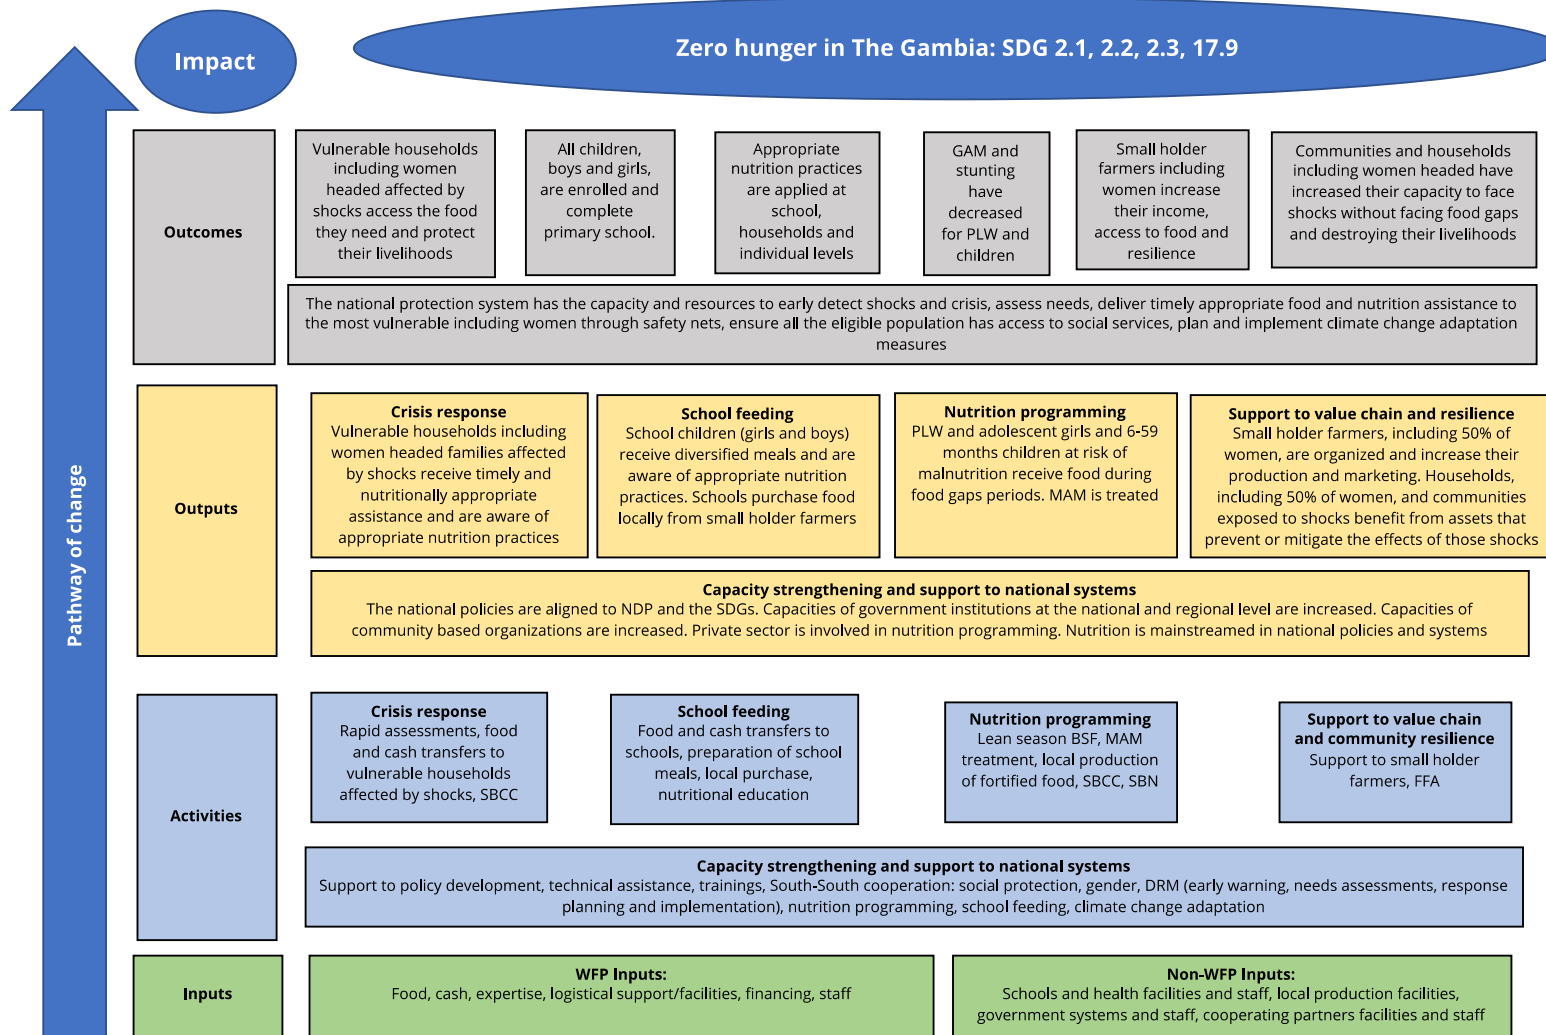 Impact
Zero hunger in The Gambia: SDG 2.1, 2.2, 2.3, 17.9
Pathway of change
Outcomes
Vulnerable households
including women
headed affected by
shocks access the food
they need and protect
their livelihoods
All children,
boys and girls,
are enrolled and
complete
primary school.
Appropriate
nutrition practices
are applied at
school,
households and
individual levels
GAM and
stunting
have
decreased
for PLW and
children
Small holder
farmers including
women increase
their income,
access to food and
resilience
Communities and households
including women headed have
increased their capacity to face
shocks without facing food gaps
and destroying their livelihoods
The national protection system has the capacity and resources to early detect shocks and crisis, assess needs, deliver timely appropriate food and nutrition assistance to
the most vulnerable including women through safety nets, ensure all the eligible population has access to social services, plan and implement climate change adaptation
measures
Outputs
Crisis response
Vulnerable households including
women headed families affected
by shocks receive timely and
nutritionally appropriate
assistance and are aware of
appropriate nutrition practices
School feeding
School children (girls and boys)
receive diversified meals and are
aware of appropriate nutrition
practices. Schools purchase food
locally from small holder farmers
Nutrition programming
PLW and adolescent girls and 6-59
months children at risk of
malnutrition receive food during
food gaps periods. MAM is treated
Support to value chain and resilience
Small holder farmers, including 50% of
women, are organized and increase their
production and marketing. Households,
including 50% of women, and communities
exposed to shocks benefit from assets that
prevent or mitigate the effects of those shocks
Capacity strengthening and support to national systems
The national policies are aligned to NDP and the SDGs. Capacities of government institutions at the national and regional level are increased. Capacities of
community based organizations are increased. Private sector is involved in nutrition programming. Nutrition is mainstreamed in national policies and systems
Activities
Crisis response
Rapid assessments, food
and cash transfers to
vulnerable households
affected by shocks, SBCC
School feeding
Food and cash transfers to
schools, preparation of school
meals, local purchase,
nutritional education
Nutrition programming
Lean season BSF, MAM
treatment, local production
of fortified food, SBCC, SBN
Support to value chain
and community resilience
Support to small holder
farmers, FFA
Capacity strengthening and support to national systems
Support to policy development, technical assistance, trainings, South-South cooperation: social protection, gender, DRM (early warning, needs assessments, response
planning and implementation), nutrition programming, school feeding, climate change adaptation
Inputs
WFP Inputs:
Food, cash, expertise, logistical support/facilities, financing, staff
Non-WFP Inputs:
Schools and health facilities and staff, local production facilities,
government systems and staff, cooperating partners facilities and staff